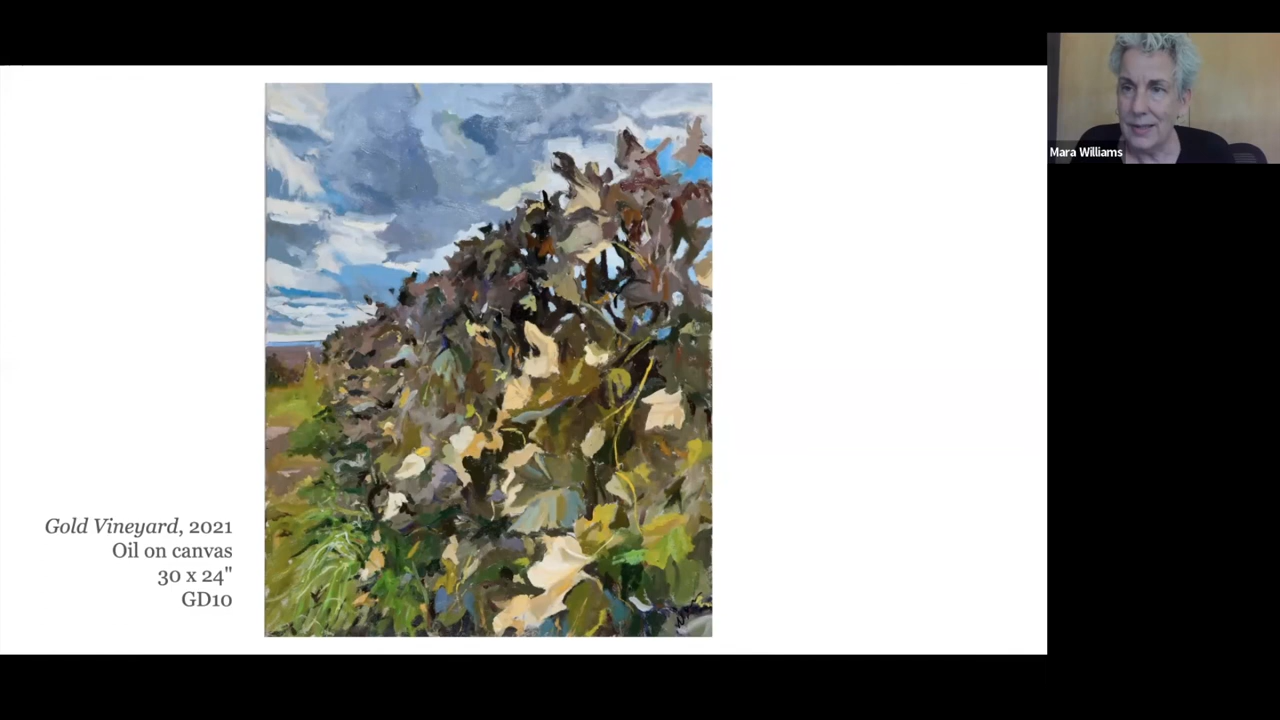 Gold Vineyard, 2021
Oil on canvas
30 x 24"
GD10
Mara Williams